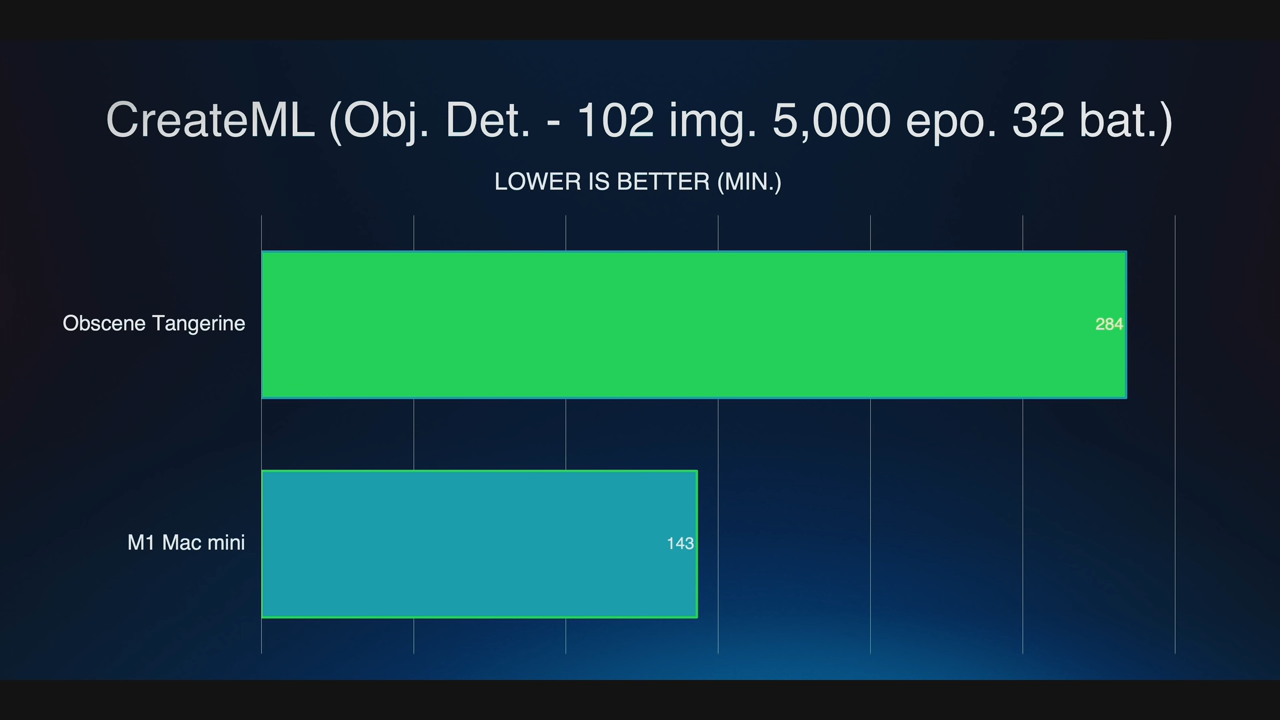 CreateML (Obj. Det. - 102 img. 5,000 epo. 32 bat.)
LOWER IS BETTER (MIN.)
Obscene Tangerine
284
M1 Mac mini
143